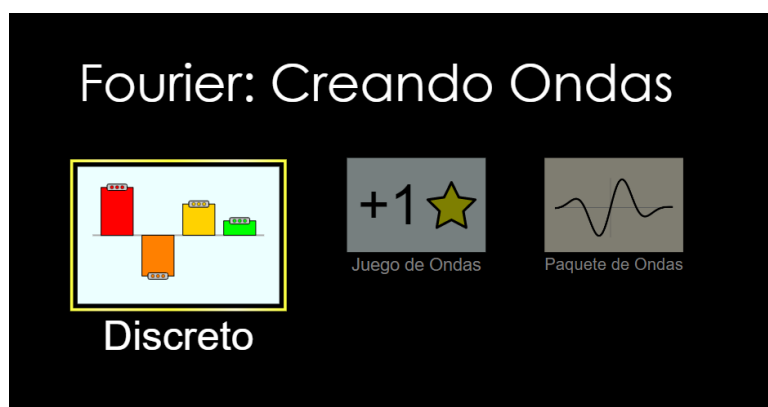 Fourier: Creando Ondas
+1
Juego de Ondas
Paquete de Ondas
Discreto